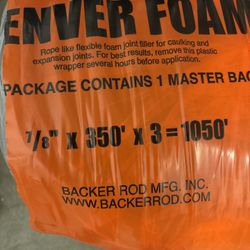 ENVER FOAM
Rope like flexible foam joint filler for caulking and
expansion joints. For best results, remove this plastic
wrapper several hours before application.
PACKAGE CONTAINS 1 MASTER BAG
7/8" x 350' x 3 = 1050'
BACKER ROD MFG. INC.
WWW.BACKERROD.COM